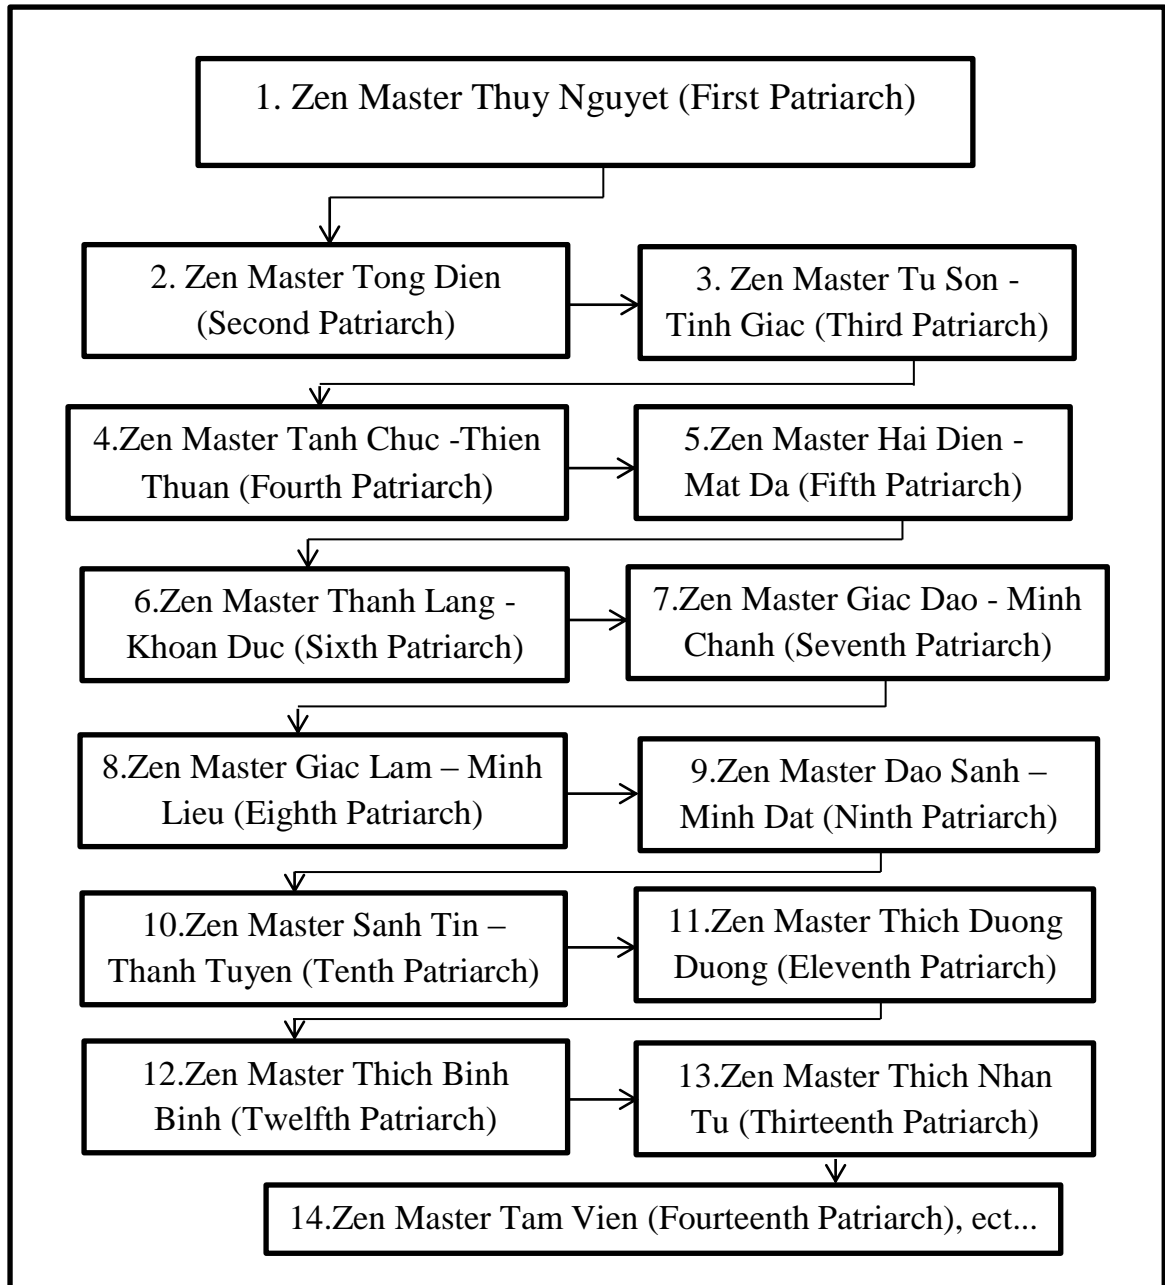 1. Zen Master Thuy Nguyet (First Patriarch)
2. Zen Master Tong Dien
(Second Patriarch)
3. Zen Master Tu Son -
Tinh Giac (Third Patriarch)
4.Zen Master Tanh Chuc -Thien
Thuan (Fourth Patriarch)
5.Zen Master Hai Dien -
Mat Da (Fifth Patriarch)
6.Zen Master Thanh Lang -
Khoan Duc (Sixth Patriarch)
7.Zen Master Giac Dao - Minh
Chanh (Seventh Patriarch)
8.Zen Master Giac Lam – Minh
Lieu (Eighth Patriarch)
9.Zen Master Dao Sanh –
Minh Dat (Ninth Patriarch)
10.Zen Master Sanh Tin –
Thanh Tuyen (Tenth Patriarch)
11.Zen Master Thich Duong
Duong (Eleventh Patriarch)
12.Zen Master Thich Binh
Binh (Twelfth Patriarch)
13.Zen Master Thich Nhan
Tu (Thirteenth Patriarch)
14.Zen Master Tam Vien (Fourteenth Patriarch), ect...